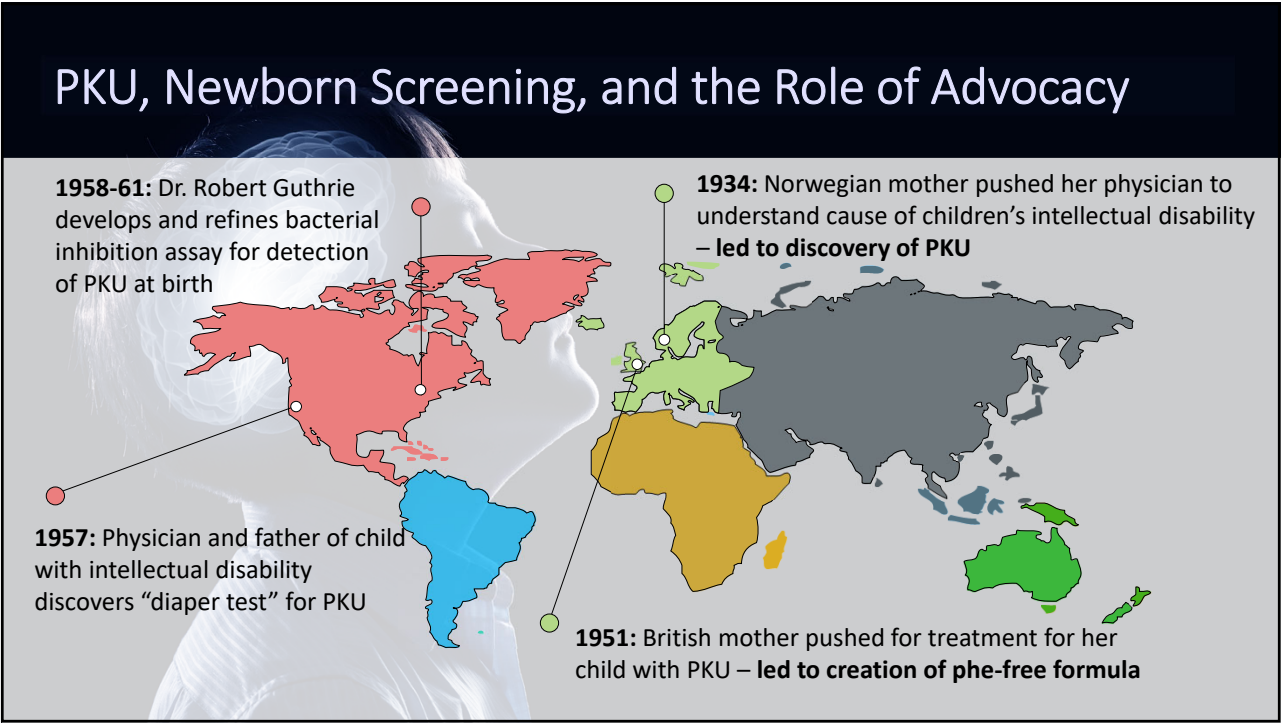 PKU, Newborn Screening, and the Role of Advocacy
1958-61: Dr. Robert Guthrie
develops and refines bacterial
inhibition assay for detection
of PKU at birth
1934: Norwegian mother pushed her physician to
understand cause of children’s intellectual disability
– led to discovery of PKU
1957: Physician and father of child
with intellectual disability
discovers “diaper test” for PKU
1951: British mother pushed for treatment for her
child with PKU – led to creation of phe-free formula